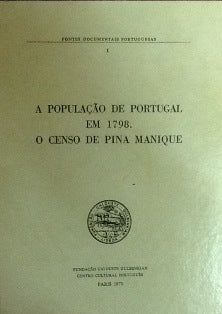 FONTES DOCUMENTAIS PORTUGUESAS
I
A POPULAÇÃO DE PORTUGAL
EM 1798.
O CENSO DE PINA MANIQUE
FUNDAÇÃO CALOUSTE GULBENKIAN
CENTRO CULTURAL PORTUGUÊS
PARIS